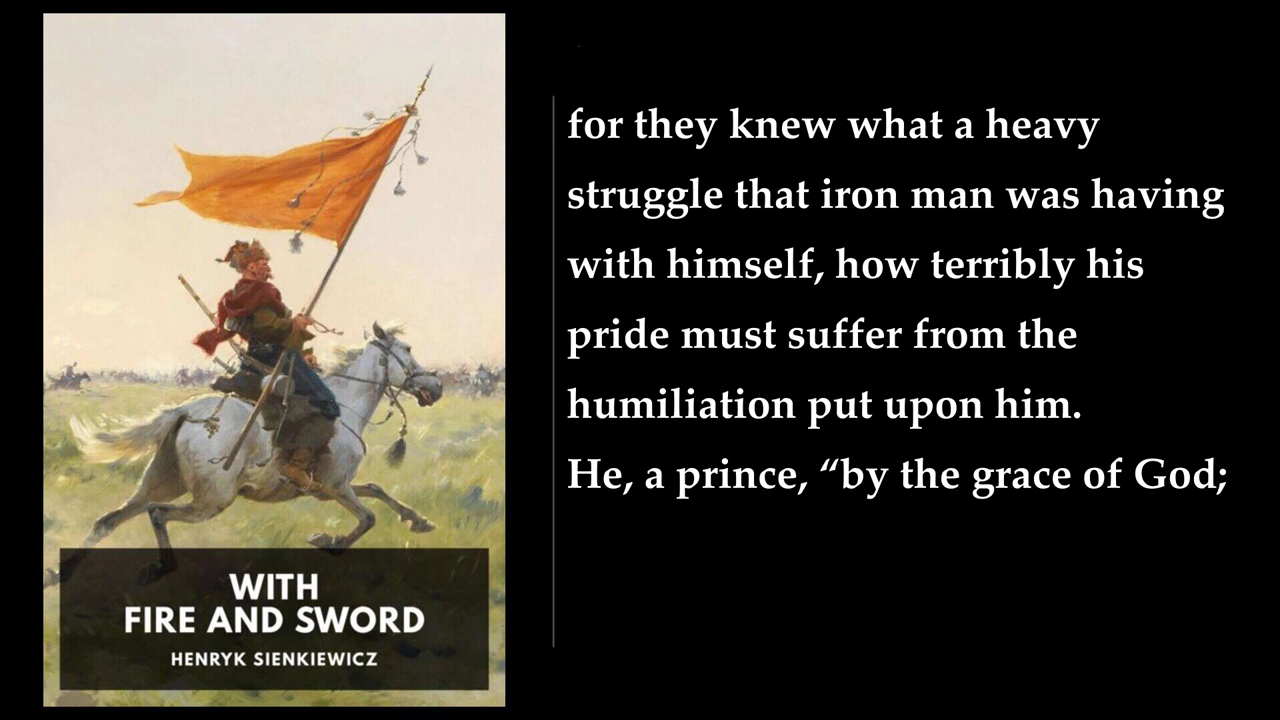 for they knew what a heavy
struggle that iron man was having
with himself, how terribly his
pride must suffer from the
humiliation put upon him.
He, a prince, “by the grace of God;
WITH
FIRE AND SWORD
HENRYK SIENKIEWICZ